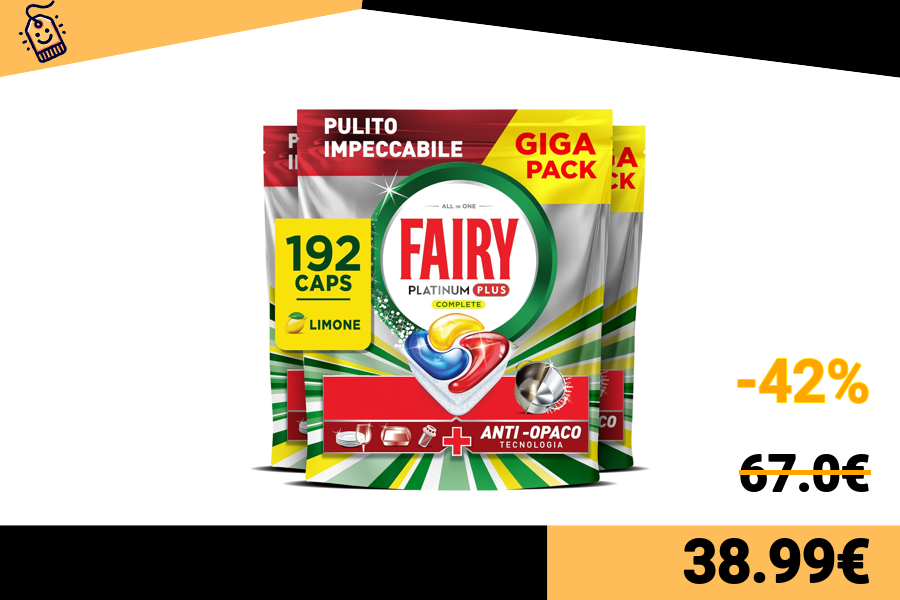 PULITO
IMPECCABILE
GIGA
PACK
ALL IN ONE
FAIRY
PLATINUM PLUS
COMPLETE
192
CAPS
LIMONE
ANTI-OPACO
TECNOLOGIA
-42%
67.0€
38.99€